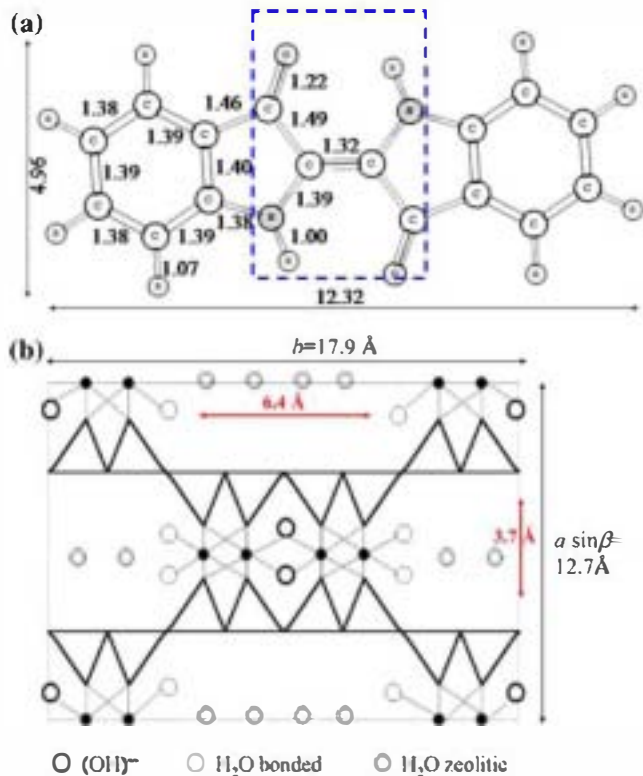 (a)
1.22
1.38
1.46
1.49
1.39
1.32
4.96
1.39
1.40
1.39
1.38
1.39
1.38
1.00
1.07
12.32
(b)
b=17.9 Å
6.4 Å
3.7 Å
a sinβ=
12.7Å
(OH)⁻
H₂O bonded
H₂O zeolitic